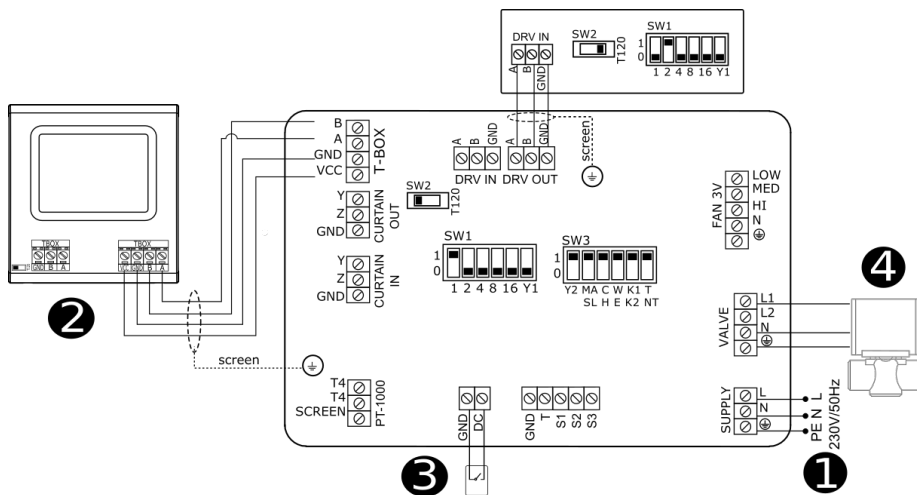 DRV IN
A B GND
SW2
T120
SW1
1
0
1 2 4 8 16 Y1
TBOX
GND B A
TBOX
VCC GND B A
2
screen
B
A
GND
VCC
T-BOX
Y
Z
GND
CURTAIN
OUT
Y
Z
GND
CURTAIN
IN
T4
T4
SCREEN
PT-1000
A B GND
DRV IN
A B GND
DRV OUT
screen
SW2
T120
SW1
1
0
1 2 4 8 16 Y1
SW3
1
0
Y2 MA C W K1 T
SL H E K2 NT
LOW
MED
HI
N
FAN 3V
L1
L2
N
VALVE
4
L
N
SUPPLY
L
N
PE
230V/50Hz
1
GND DC
3
GND T S1 S2 S3